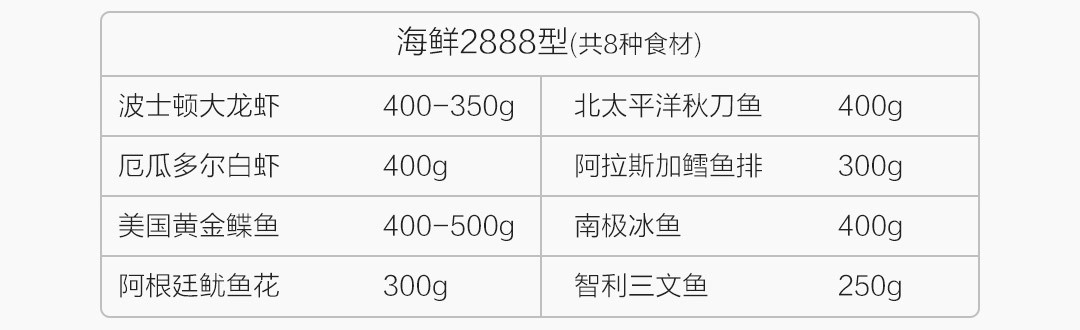 海鲜2888型(共8种食材)
波士顿大龙虾 400-350g 北太平洋秋刀鱼 400g
厄瓜多尔白虾 400g 阿拉斯加鳕鱼排 300g
美国黄金鲽鱼 400-500g 南极冰鱼 400g
阿根廷鱿鱼花 300g 智利三文鱼 250g